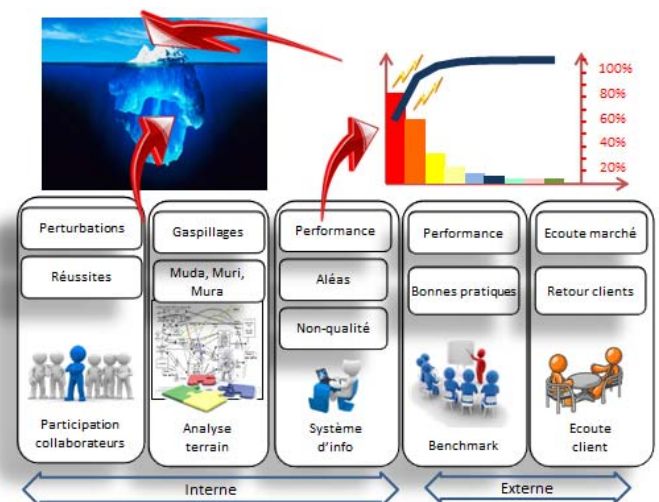 100%
80%
60%
40%
20%
Perturbations
Réussites
Participation
collaborateurs
Gaspillages
Muda, Muri,
Mura
Analyse
terrain
Performance
Aléas
Non-qualité
Système
d'info
Performance
Bonnes pratiques
Benchmark
Ecoute marché
Retour clients
Ecoute
client
Interne
Externe